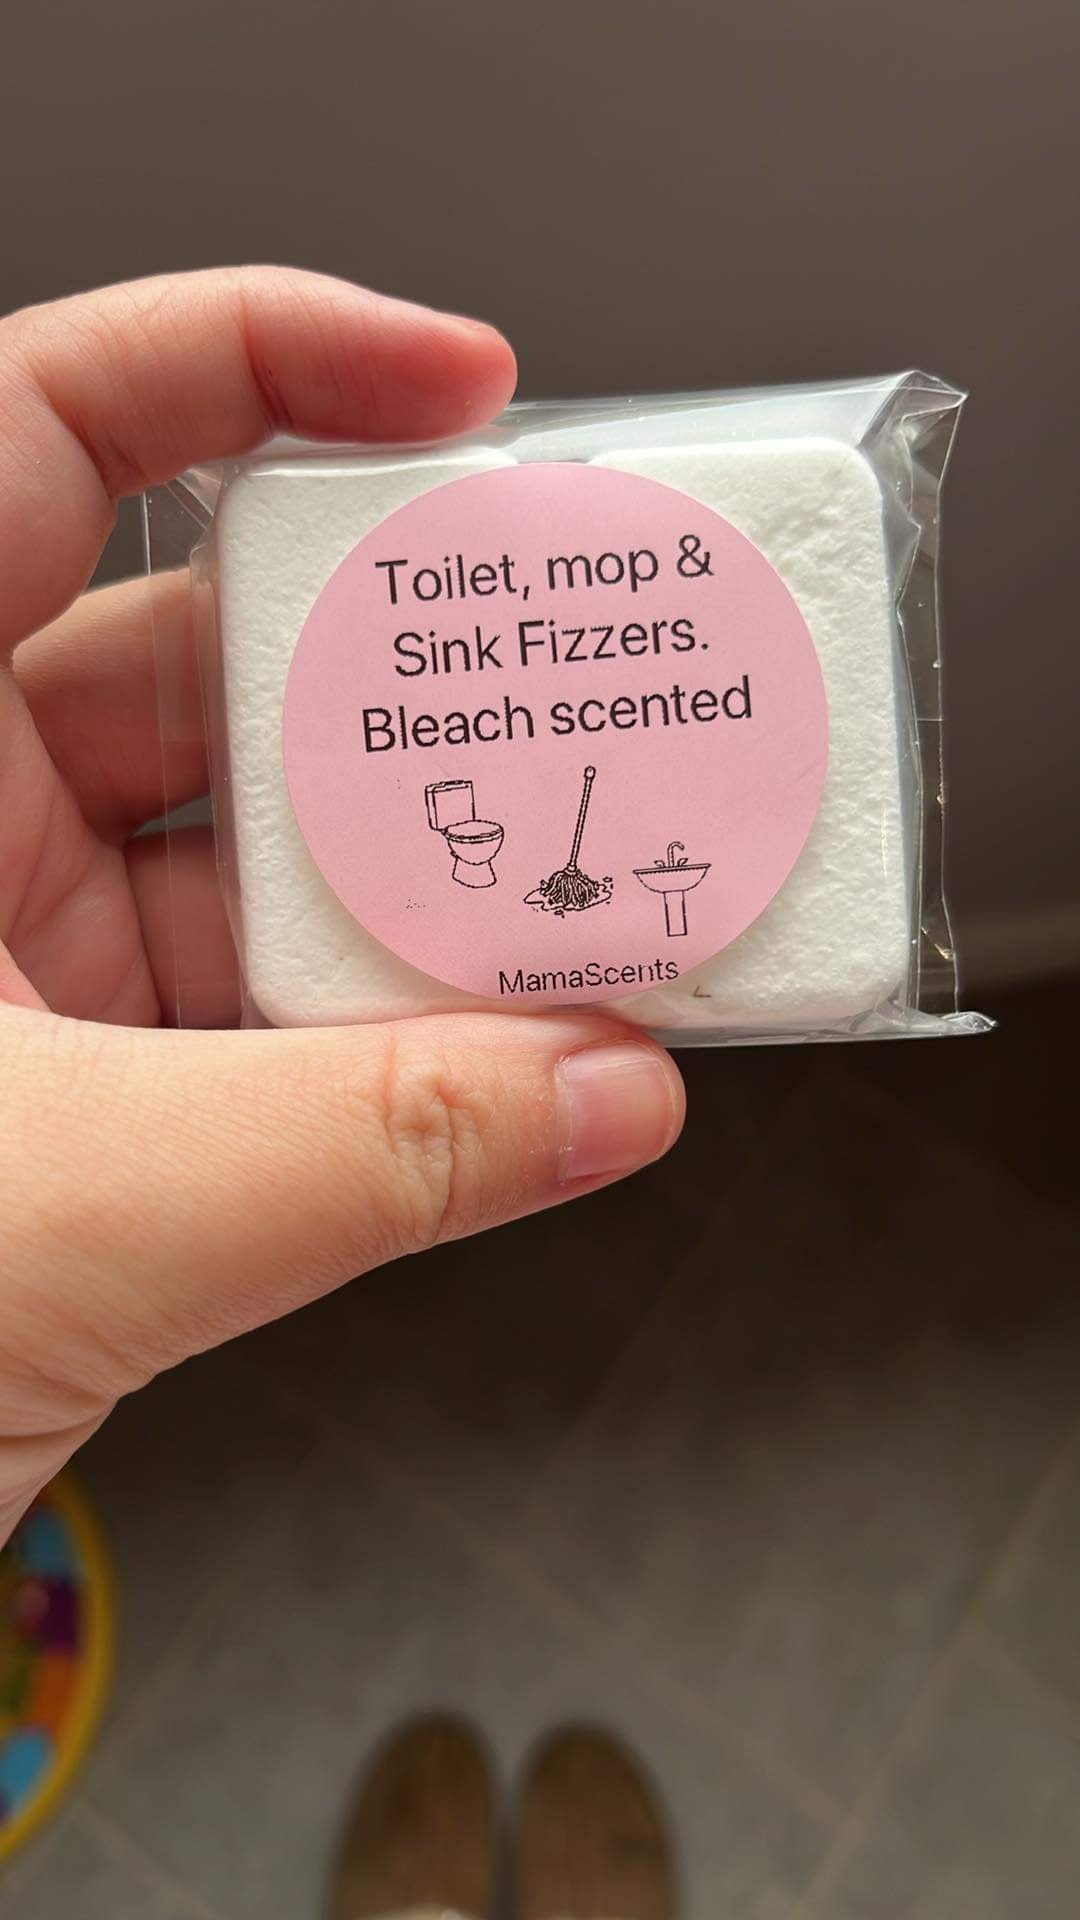 Toilet, mop &
Sink Fizzers.
Bleach scented
MamaScents